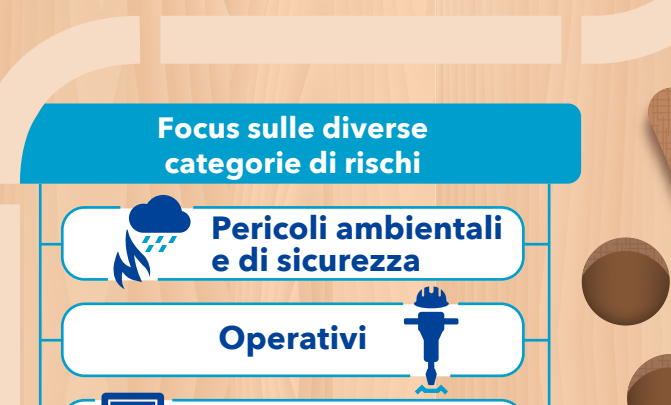 Focus sulle diverse
categorie di rischi
Pericoli ambientali
e di sicurezza
Operativi